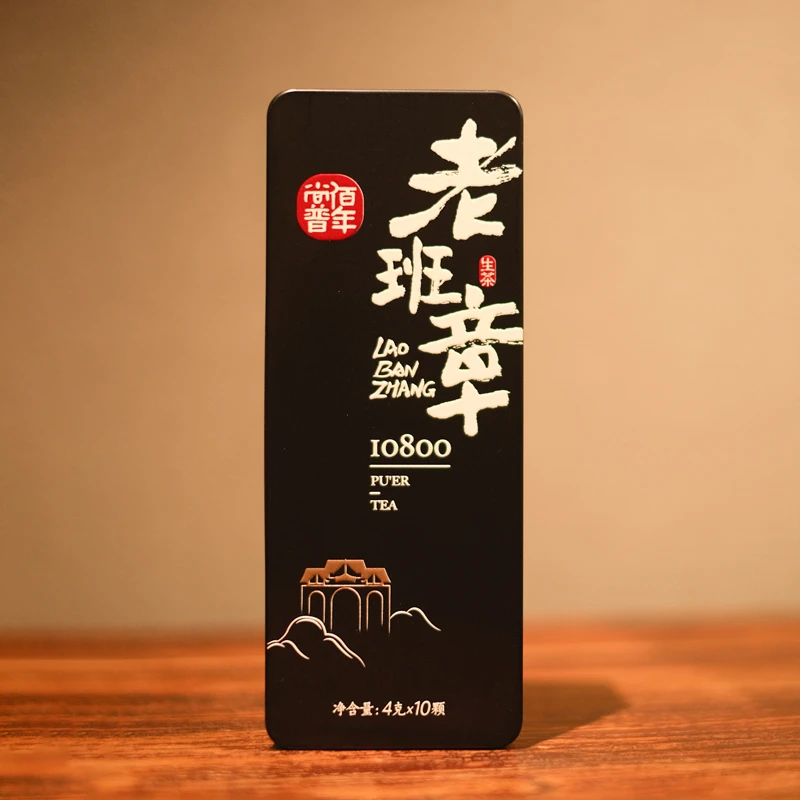 老班章
佰年尚普
生茶
LAO
BAN
ZHANG
10800
PU'ER
TEA
净含量:4克x10颗